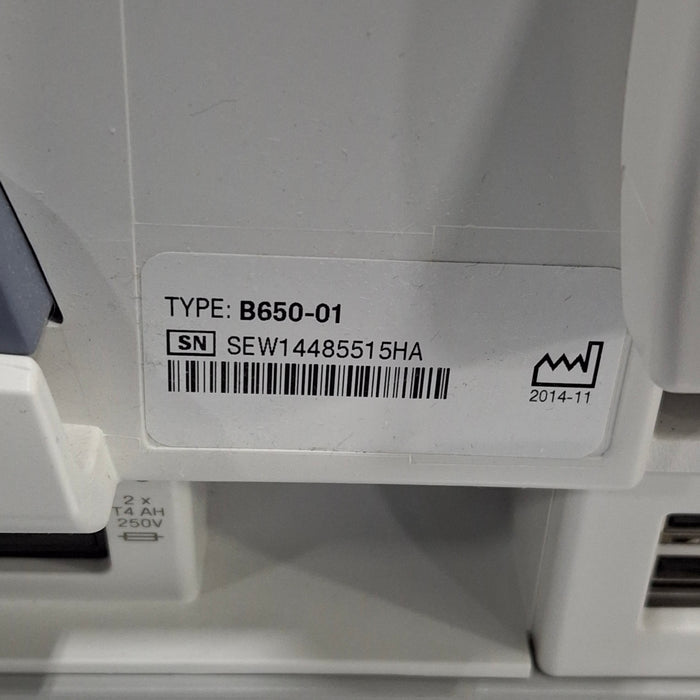 TYPE: B650-01
SN SEW14485515HA
2014-11
2 x
T4 AH
250V